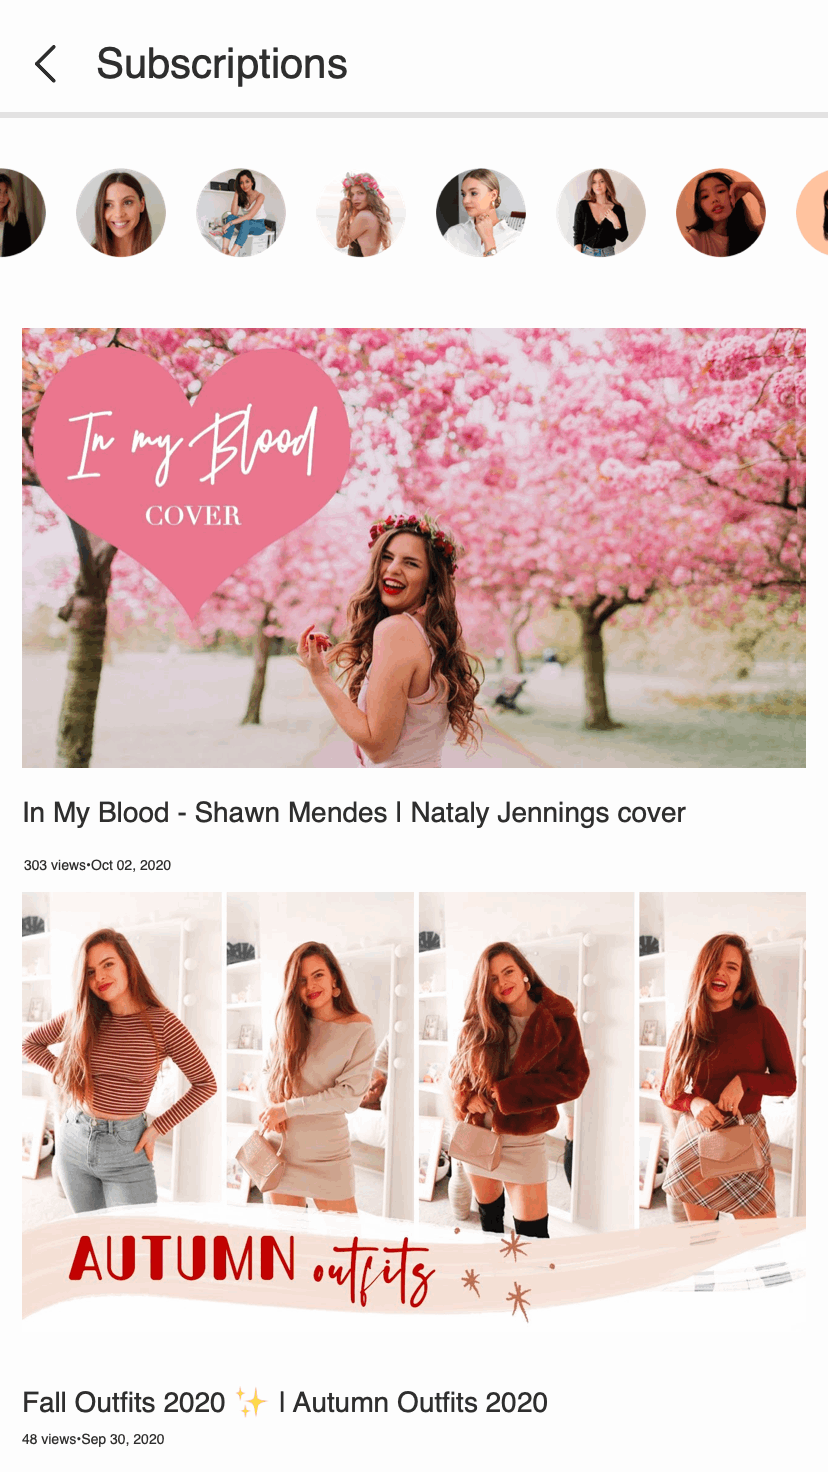 Subscriptions
In my Blood
COVER
In My Blood - Shawn Mendes | Nataly Jennings cover
303 views•Oct 02, 2020
AUTUMN outfits
Fall Outfits 2020 ✨ | Autumn Outfits 2020
48 views•Sep 30, 2020